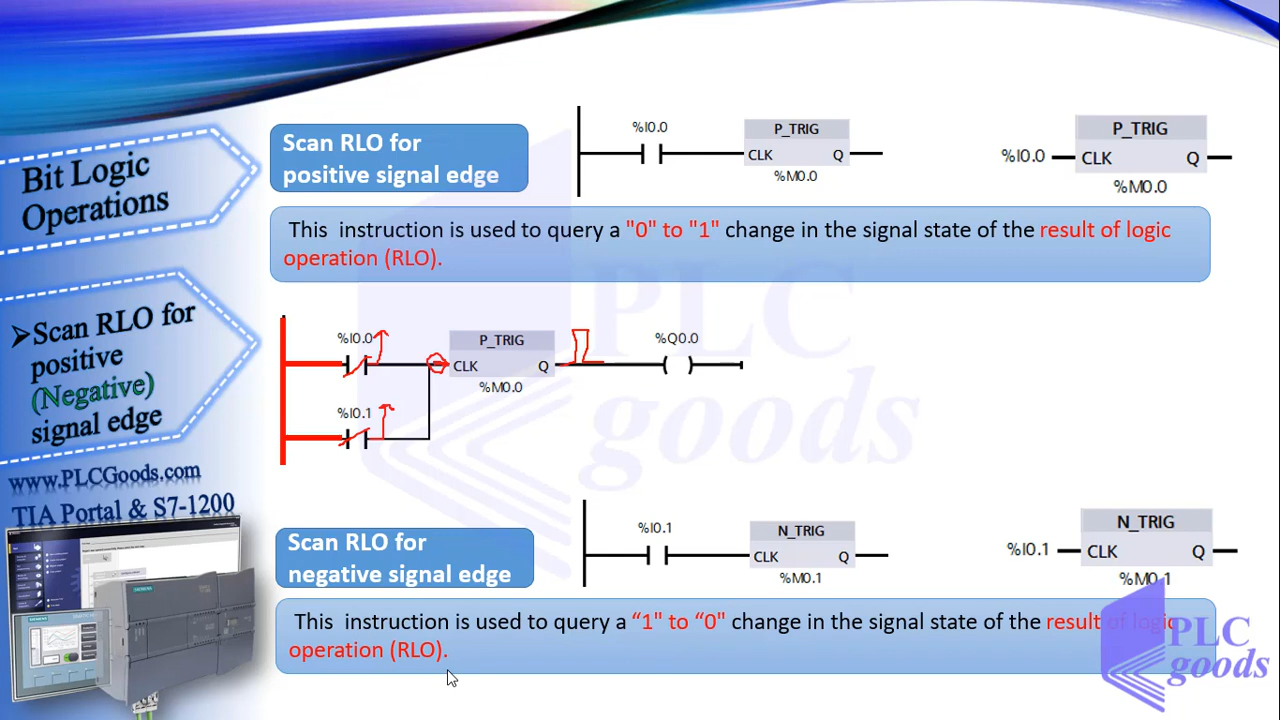 Bit Logic
Operations
➢Scan RLO for
positive
(Negative)
signal edge
www.PLCGoods.com
TIA Portal & S7-1200
SIEMENS
SIEMENS
Scan RLO for
positive signal edge
%I0.0
P_TRIG
CLK Q
%M0.0
P_TRIG
%I0.0 CLK Q
%M0.0
This instruction is used to query a "0" to "1" change in the signal state of the result of logic
operation (RLO).
%I0.0
P_TRIG
%Q0.0
CLK Q
%M0.0
%I0.1
PLC
goods
Scan RLO for
negative signal edge
%I0.1
N_TRIG
CLK Q
%M0.1
N_TRIG
%I0.1 CLK Q
%M0.1
This instruction is used to query a “1" to “0" change in the signal state of the result of logic
operation (RLO).
PLC
goods